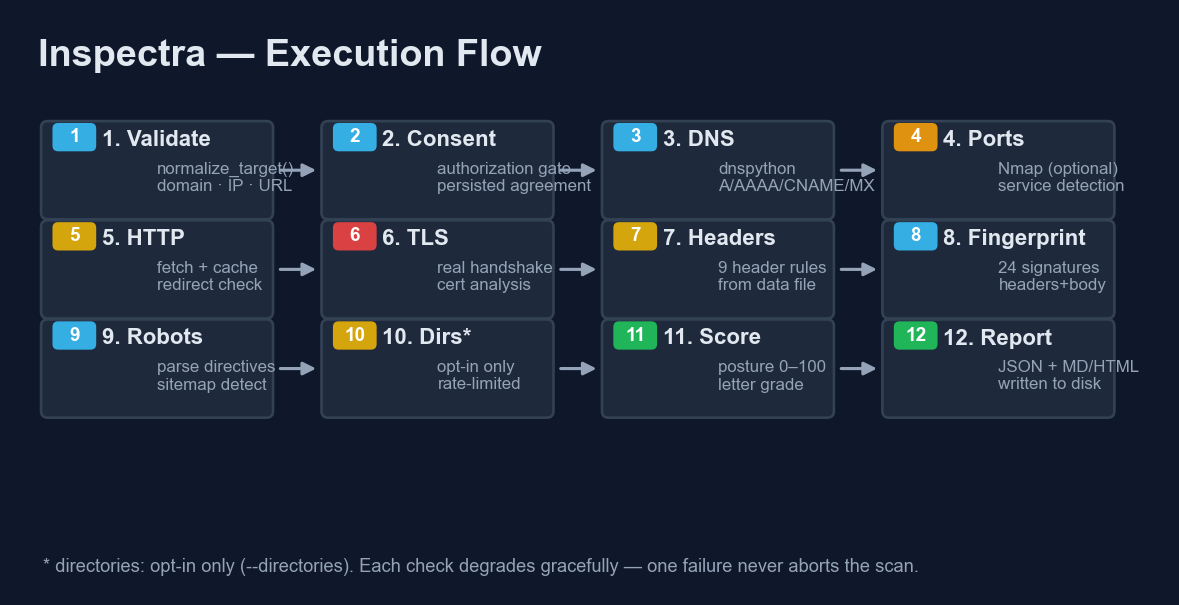 Inspectra — Execution Flow
1
1. Validate
normalize_target()
domain · IP · URL
2
2. Consent
authorization gate
persisted agreement
3
3. DNS
dnspython
A/AAAA/CNAME/MX
4
4. Ports
Nmap (optional)
service detection
5
5. HTTP
fetch + cache
redirect check
6
6. TLS
real handshake
cert analysis
7
7. Headers
9 header rules
from data file
8
8. Fingerprint
24 signatures
headers+body
9
9. Robots
parse directives
sitemap detect
10
10. Dirs*
opt-in only
rate-limited
11
11. Score
posture 0–100
letter grade
12
12. Report
JSON + MD/HTML
written to disk
* directories: opt-in only (--directories). Each check degrades gracefully — one failure never aborts the scan.